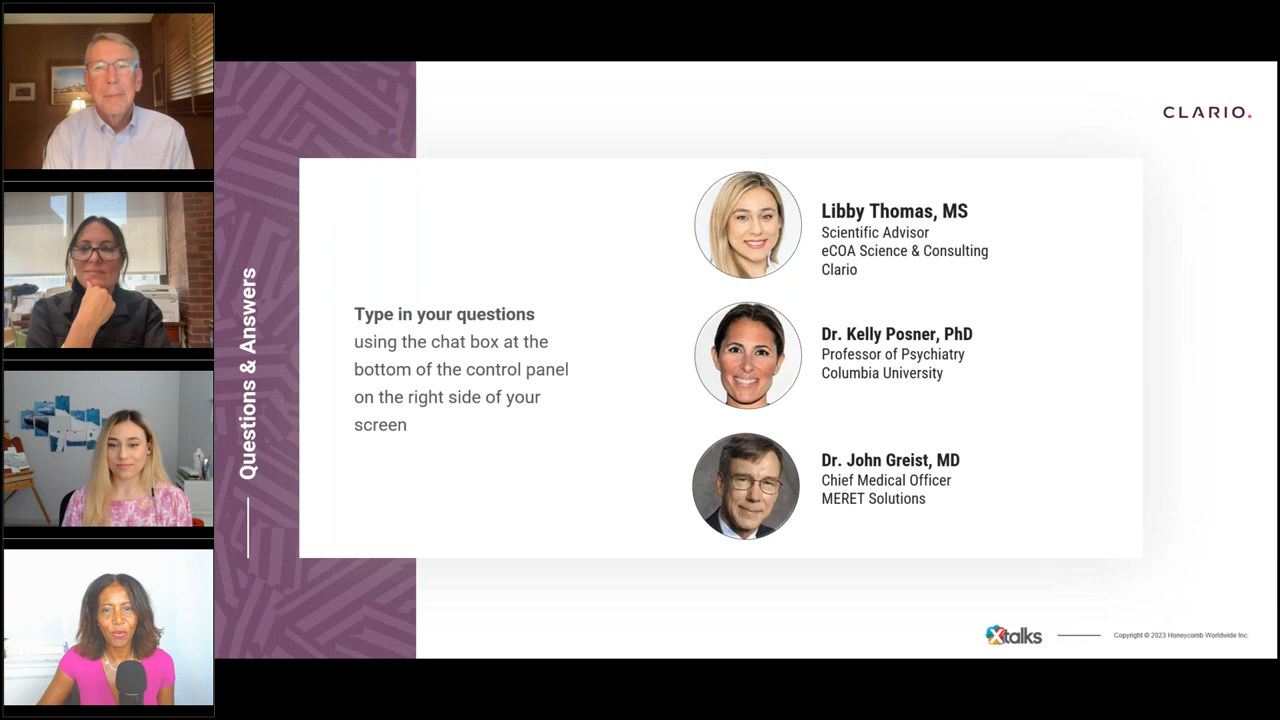 CLARIO.
Questions & Answers
Type in your questions
using the chat box at the
bottom of the control panel
on the right side of your
screen
Libby Thomas, MS
Scientific Advisor
eCOA Science & Consulting
Clario
Dr. Kelly Posner, PhD
Professor of Psychiatry
Columbia University
Dr. John Greist, MD
Chief Medical Officer
MERET Solutions
Xtalks
Copyright © 2023 Honeycomb Worldwide Inc.